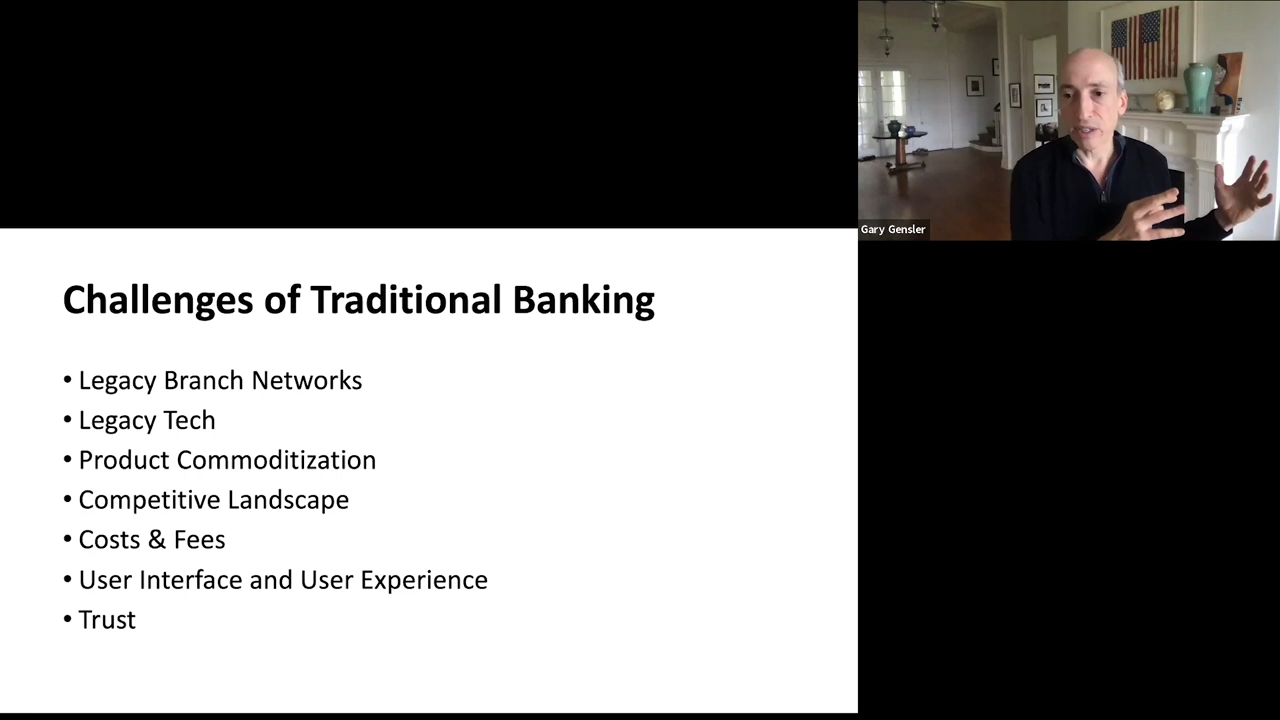 Gary Gensler
Challenges of Traditional Banking
• Legacy Branch Networks
• Legacy Tech
• Product Commoditization
• Competitive Landscape
• Costs & Fees
• User Interface and User Experience
• Trust